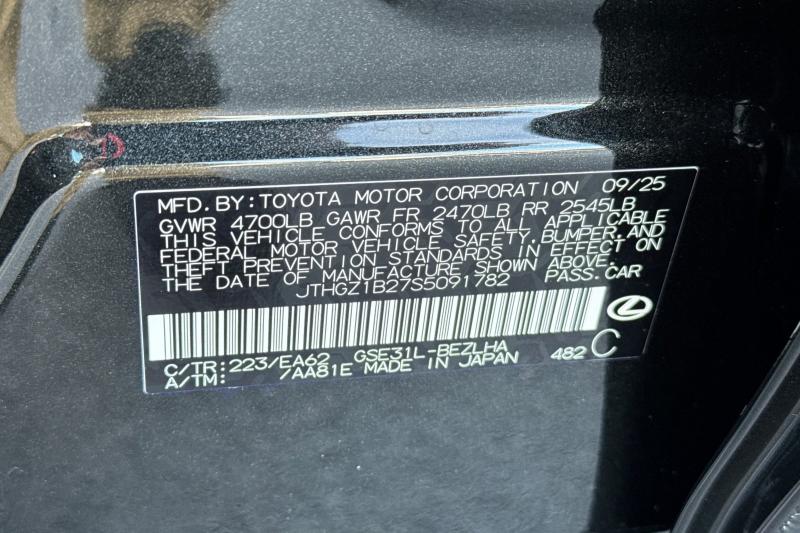 MFD. BY: TOYOTA MOTOR CORPORATION 09/25
GVWR 4700LB GAWR FR 2470LB RR 2545LB
THIS VEHICLE CONFORMS TO ALL APPLICABLE
FEDERAL MOTOR VEHICLE SAFETY, BUMPER, AND
THEFT PREVENTION STANDARDS IN EFFECT ON
THE DATE OF MANUFACTURE SHOWN ABOVE.
JTHGZ1B27S5091782 PASS. CAR
C/TR: 223/EA62 GSE31L-BEZLHA
A/TM: 7AA81E MADE IN JAPAN 482 C